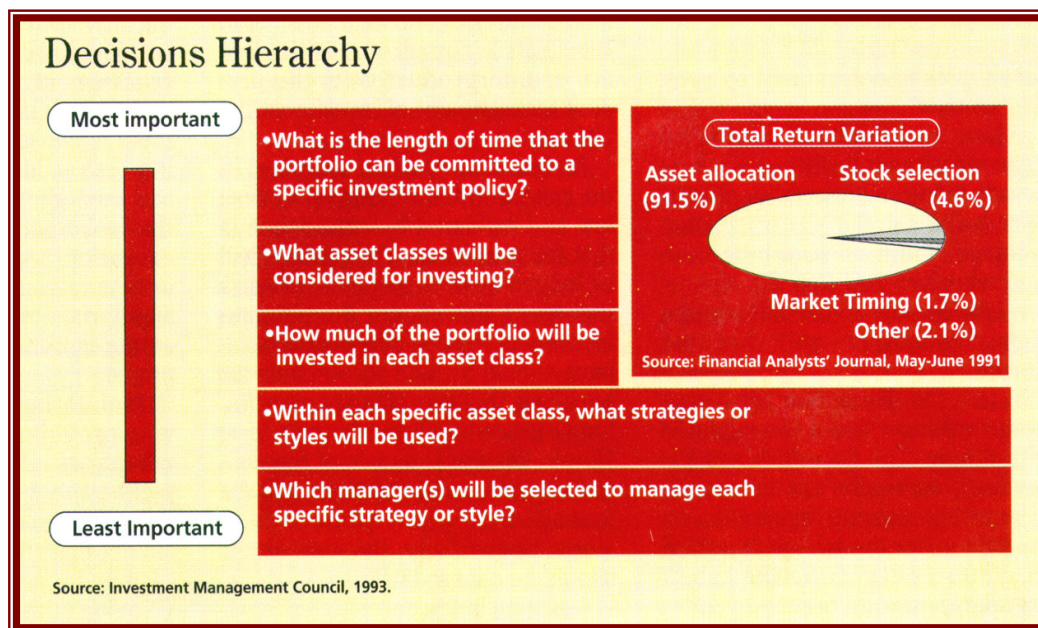 Decisions Hierarchy
Most important
•What is the length of time that the
portfolio can be committed to a
specific investment policy?
•What asset classes will be
considered for investing?
•How much of the portfolio will be
invested in each asset class?
•Within each specific asset class, what strategies or
styles will be used?
•Which manager(s) will be selected to manage each
specific strategy or style?
Least Important
Total Return Variation
Asset allocation
(91.5%)
Stock selection
(4.6%)
Market Timing (1.7%)
Other (2.1%)
Source: Financial Analysts' Journal, May-June 1991
Source: Investment Management Council, 1993.